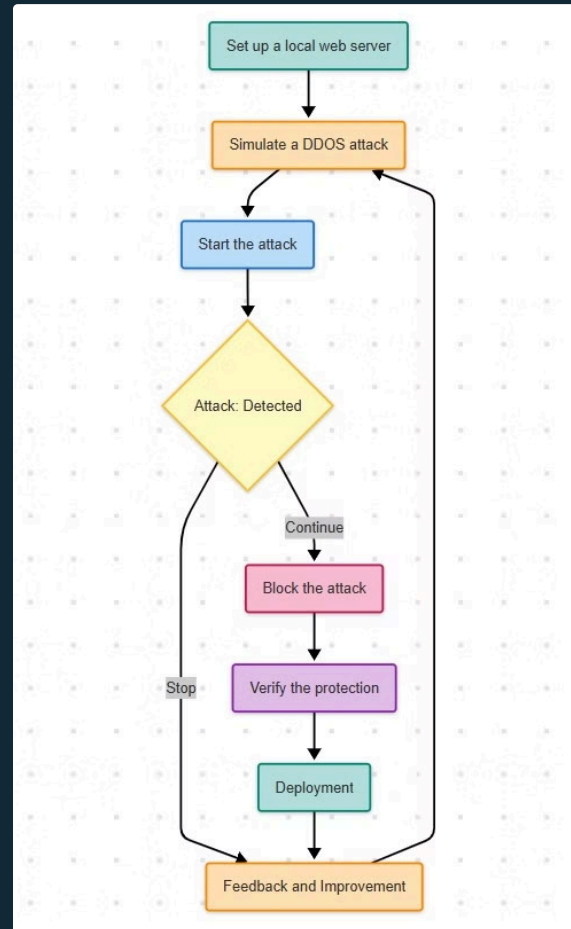 Set up a local web server
Simulate a DDOS attack
Start the attack
Attack: Detected
Continue
Block the attack
Stop
Verify the protection
Deployment
Feedback and Improvement